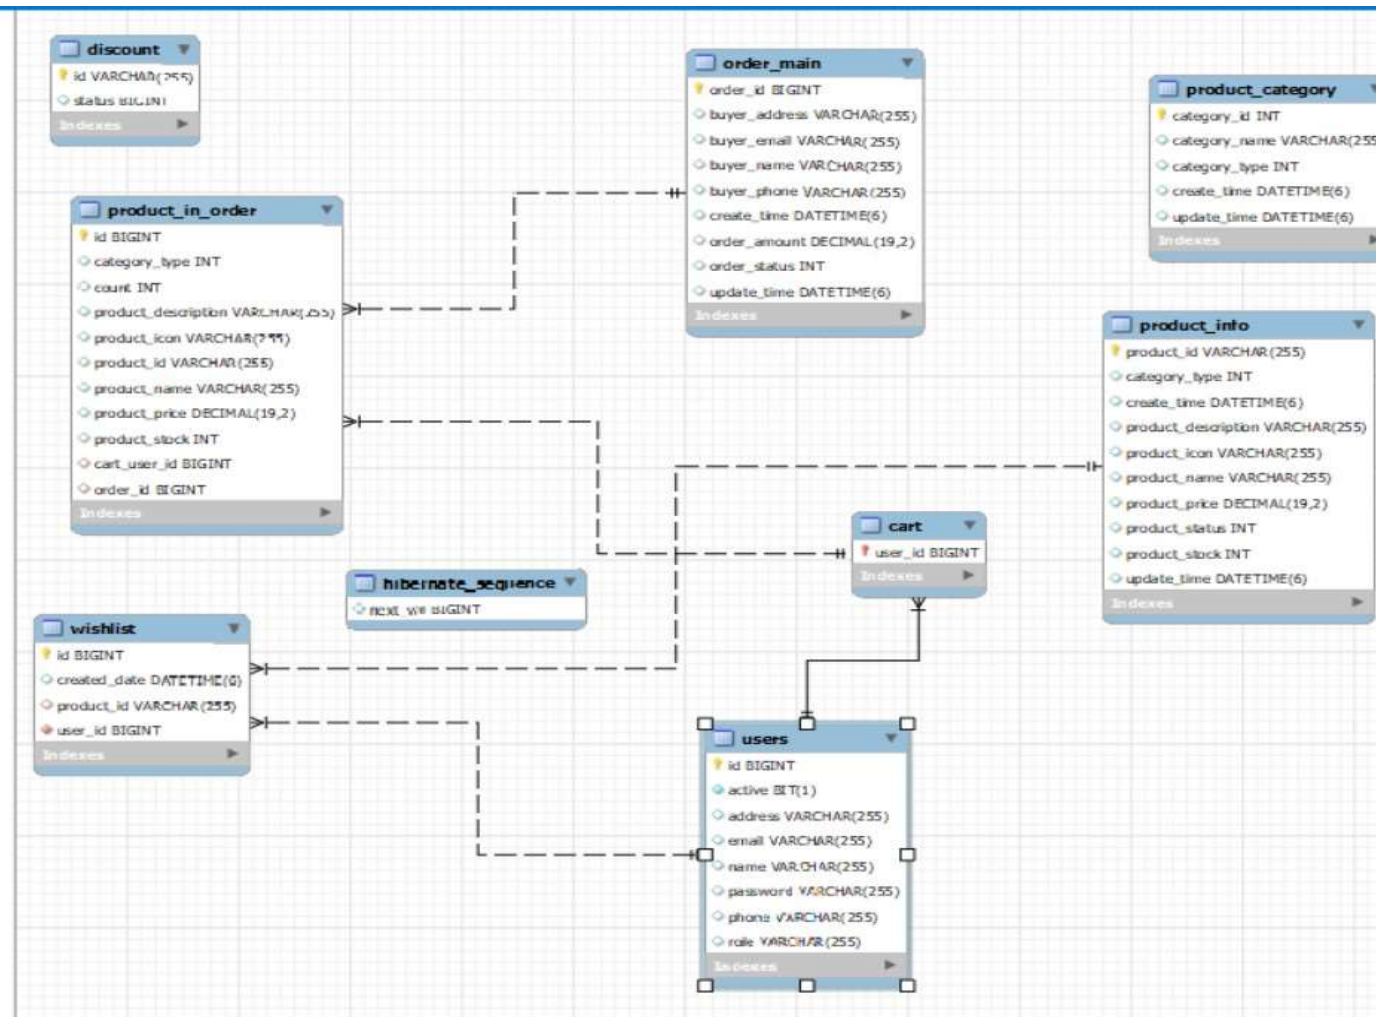 discount
id VARCHAR(255)
status BIGINT
Indexes
order_main
order_id BIGINT
buyer_address VARCHAR(255)
buyer_email VARCHAR(255)
buyer_name VARCHAR(255)
buyer_phone VARCHAR(255)
create_time DATETIME(6)
order_amount DECIMAL(19,2)
order_status INT
update_time DATETIME(6)
Indexes
product_category
category_id INT
category_name VARCHAR(255
category_type INT
create_time DATETIME(6)
update_time DATETIME(6)
Indexes
product_in_order
id BIGINT
category_type INT
count INT
product_description VARCHAR(255)
product_icon VARCHAR(255)
product_id VARCHAR(255)
product_name VARCHAR(255)
product_price DECIMAL(19,2)
product_stock INT
cart_user_id BIGINT
order_id BIGINT
Indexes
product_info
product_id VARCHAR(255)
category_type INT
create_time DATETIME(6)
product_description VARCHAR(255)
product_icon VARCHAR(255)
product_name VARCHAR(255)
product_price DECIMAL(19,2)
product_status INT
product_stock INT
update_time DATETIME(6)
Indexes
cart
user_id BIGINT
Indexes
hibernate_sequence
BIGINT
wishlist
id BIGINT
created_date DATETIME(6)
product_id VARCHAR(255)
user_id BIGINT
Indexes
users
id BIGINT
active BIT(1)
address VARCHAR(255)
email VARCHAR(255)
name VARCHAR(255)
password VARCHAR(255)
phone VARCHAR(255)
role VARCHAR(255)
Indexes